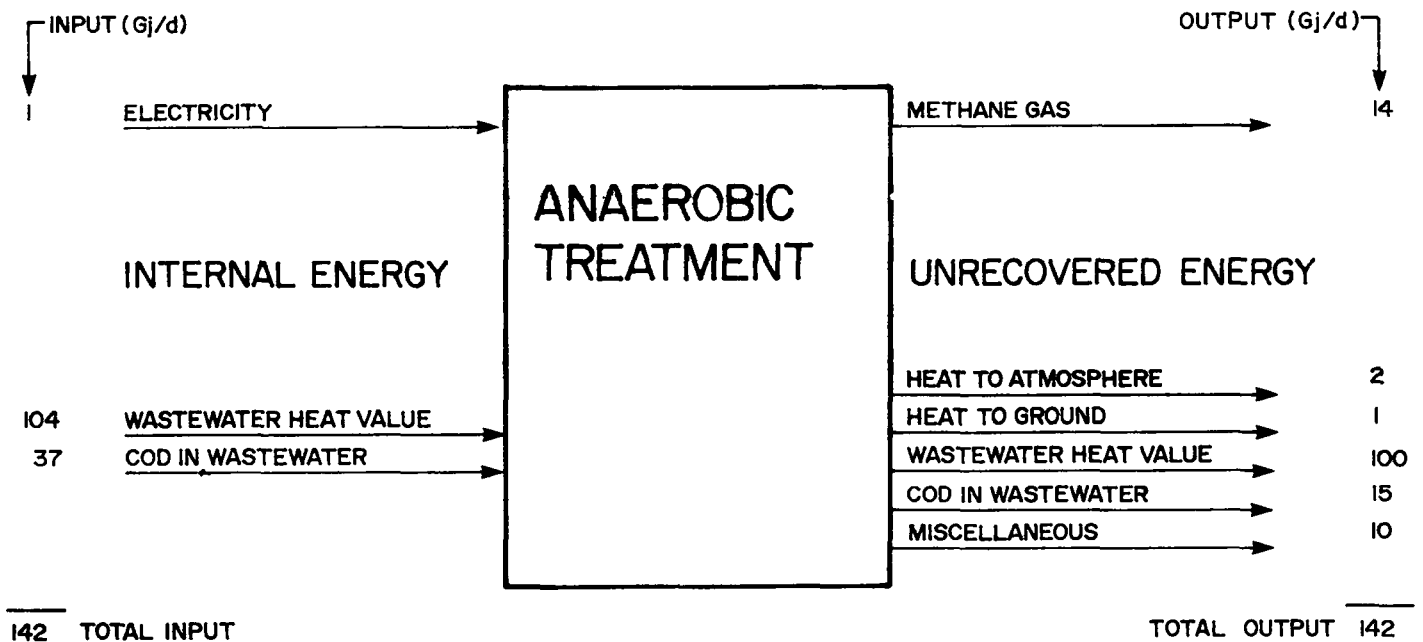 INPUT (Gj/d)
OUTPUT (Gj/d)
1 ELECTRICITY
METHANE GAS 14
ANAEROBIC
TREATMENT
INTERNAL ENERGY
UNRECOVERED ENERGY
HEAT TO ATMOSPHERE 2
HEAT TO GROUND 1
104 WASTEWATER HEAT VALUE
37 COD IN WASTEWATER
WASTEWATER HEAT VALUE 100
COD IN WASTEWATER 15
MISCELLANEOUS 10
142 TOTAL INPUT
TOTAL OUTPUT 142